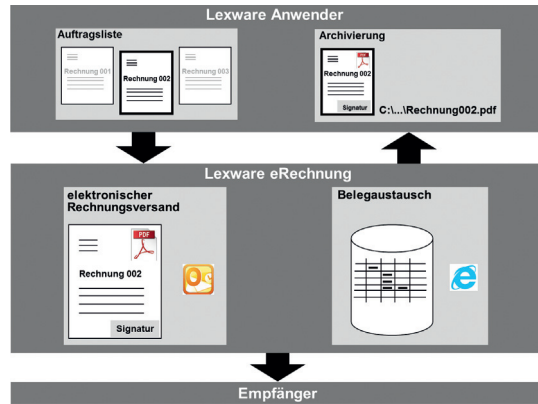 Lexware Anwender
Auftragsliste
Rechnung 001
Rechnung 002
Rechnung 003
Archivierung
PDF
Rechnung 002
Signatur
C:\...\Rechnung002.pdf
Lexware eRechnung
elektronischer
Rechnungsversand
PDF
Rechnung 002
Signatur
Belegaustausch
Empfänger